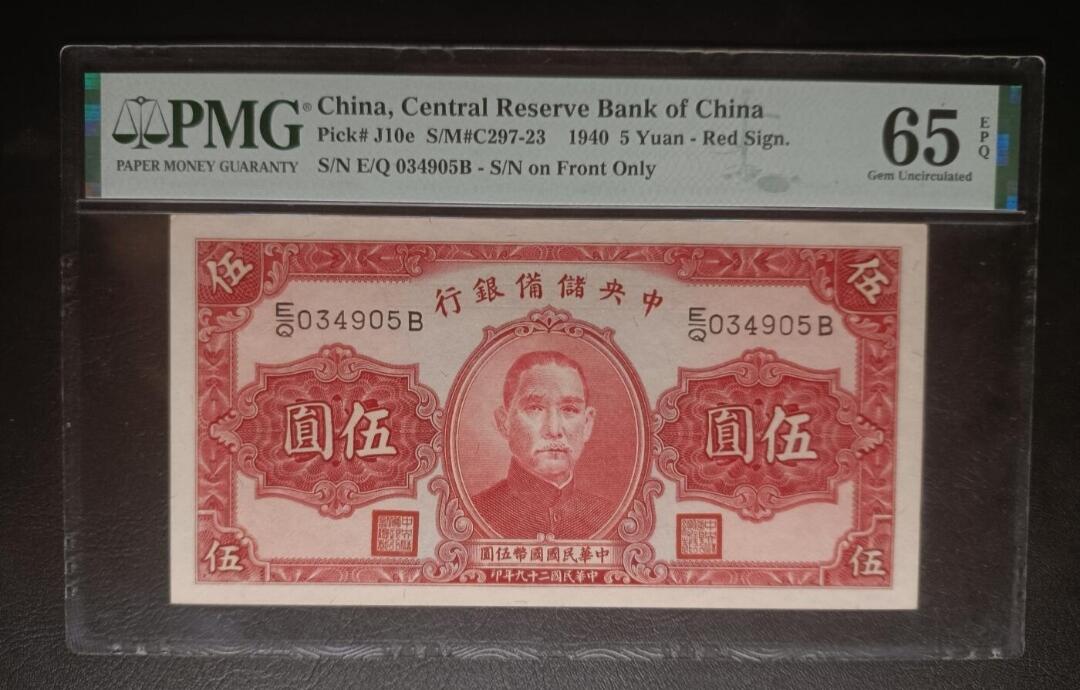 PMG®
PAPER MONEY GUARANTY
China, Central Reserve Bank of China
Pick# J10e S/M#C297-23 1940 5 Yuan - Red Sign.
S/N E/Q 034905B - S/N on Front Only
65 EPQ
Gem Uncirculated
伍 伍
中央儲備銀行
E/Q 034905B E/Q 034905B
伍圓 伍圓
中華民國國幣伍圓
中華民國二十九年印
伍 伍